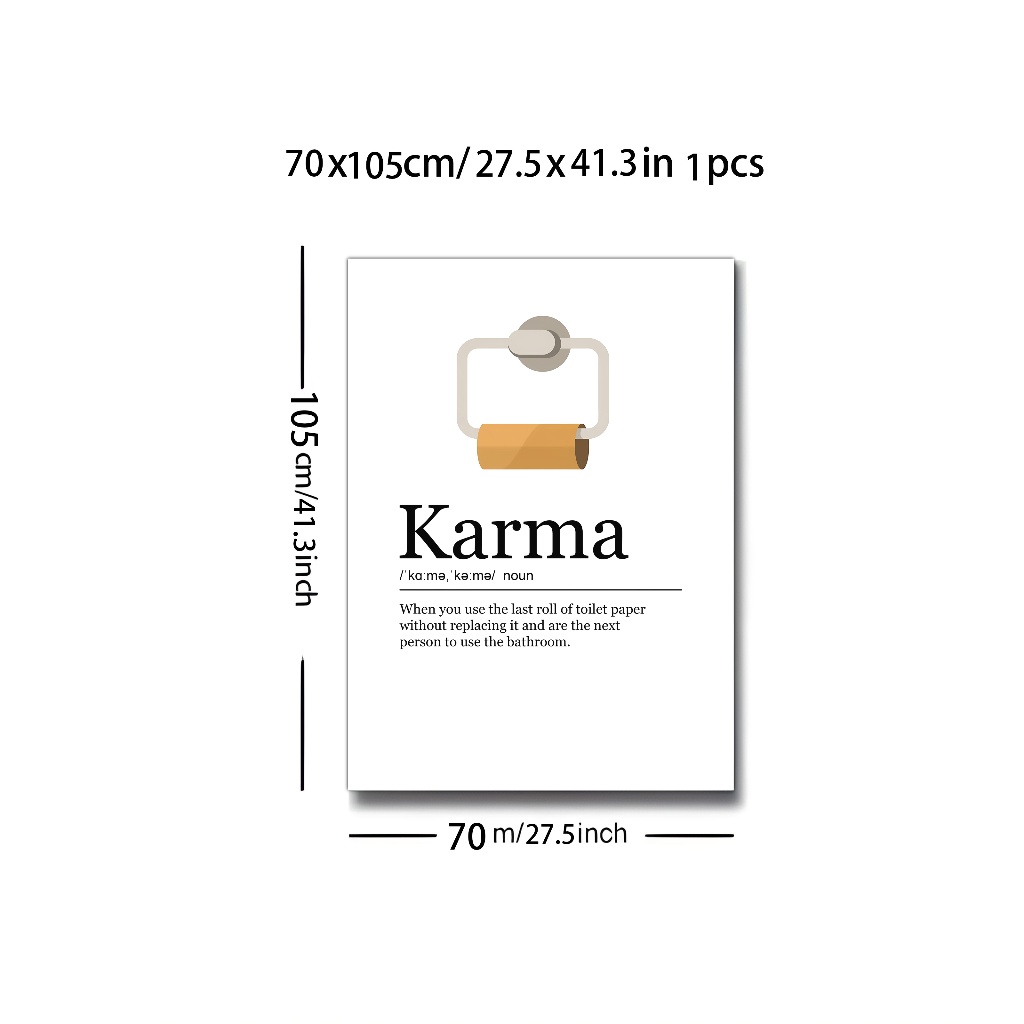 70x105cm/27.5x41.3in 1pcs
105cm/41.3inch
Karma
/ˈkɑːmə,ˈkəːmə/ noun
When you use the last roll of toilet paper
without replacing it and are the next
person to use the bathroom.
70 m/27.5inch